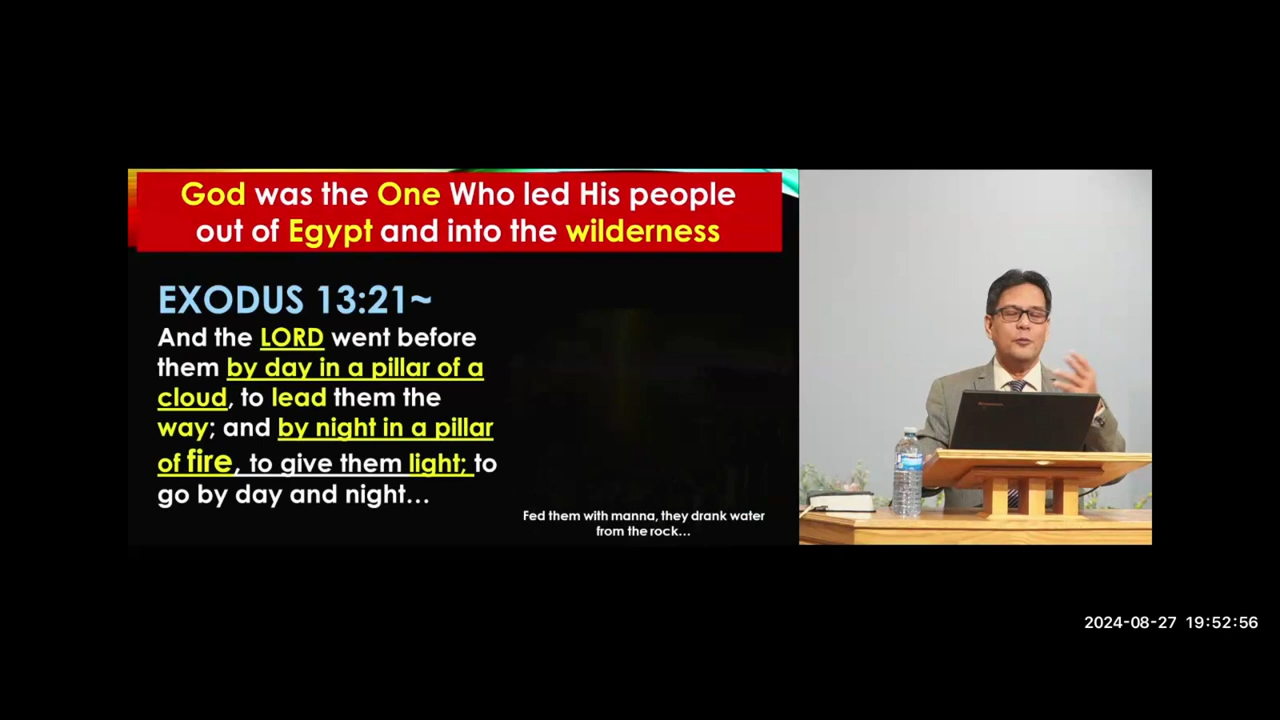 God was the One Who led His people
out of Egypt and into the wilderness
EXODUS 13:21~
And the LORD went before
them by day in a pillar of a
cloud, to lead them the
way; and by night in a pillar
of fire, to give them light; to
go by day and night...
Fed them with manna, they drank water
from the rock...
2024-08-27 19:52:56